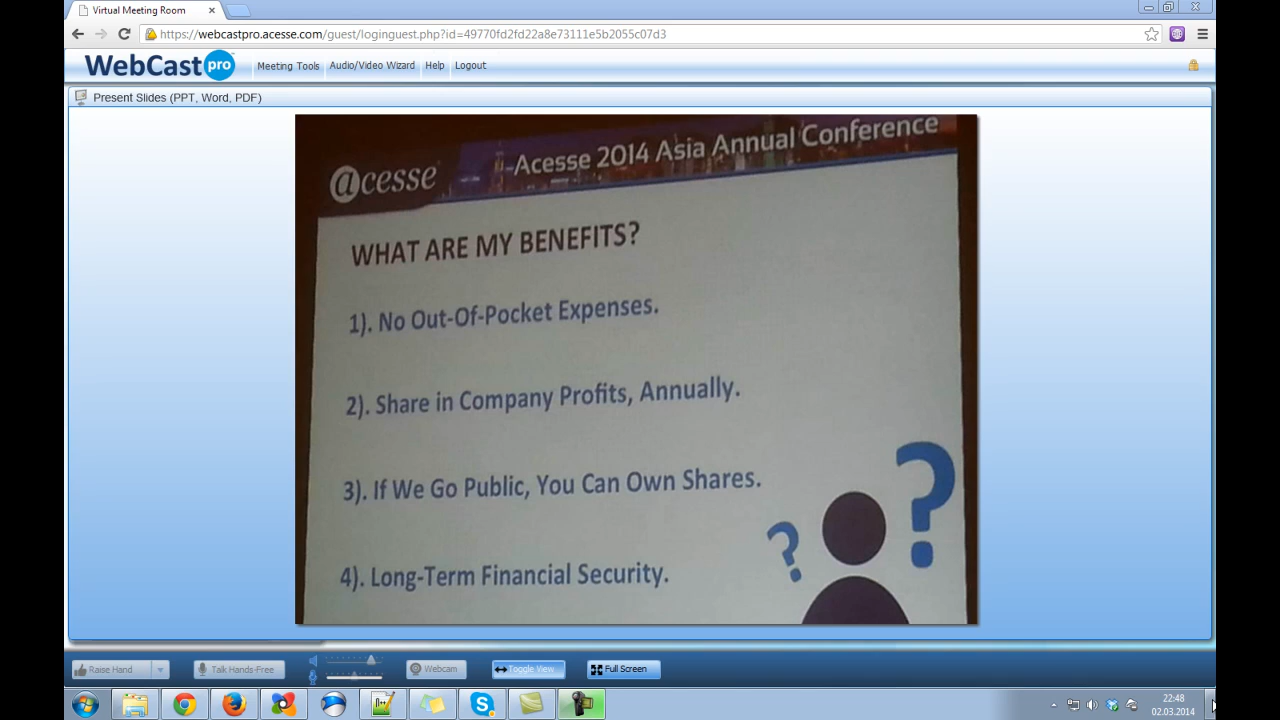 Virtual Meeting Room
https://webcastpro.acesse.com/guest/loginguest.php?id=49770fd2fd22a8e73111e5b2055c07d3
WebCast pro
Meeting Tools Audio/Video Wizard Help Logout
Present Slides (PPT, Word, PDF)
@cesse
Acesse 2014 Asia Annual Conference
WHAT ARE MY BENEFITS?
1). No Out-Of-Pocket Expenses.
2). Share in Company Profits, Annually.
3). If We Go Public, You Can Own Shares.
4). Long-Term Financial Security.
Raise Hand Talk Hands-Free Webcam Toggle View Full Screen
22:48
02.03.2014